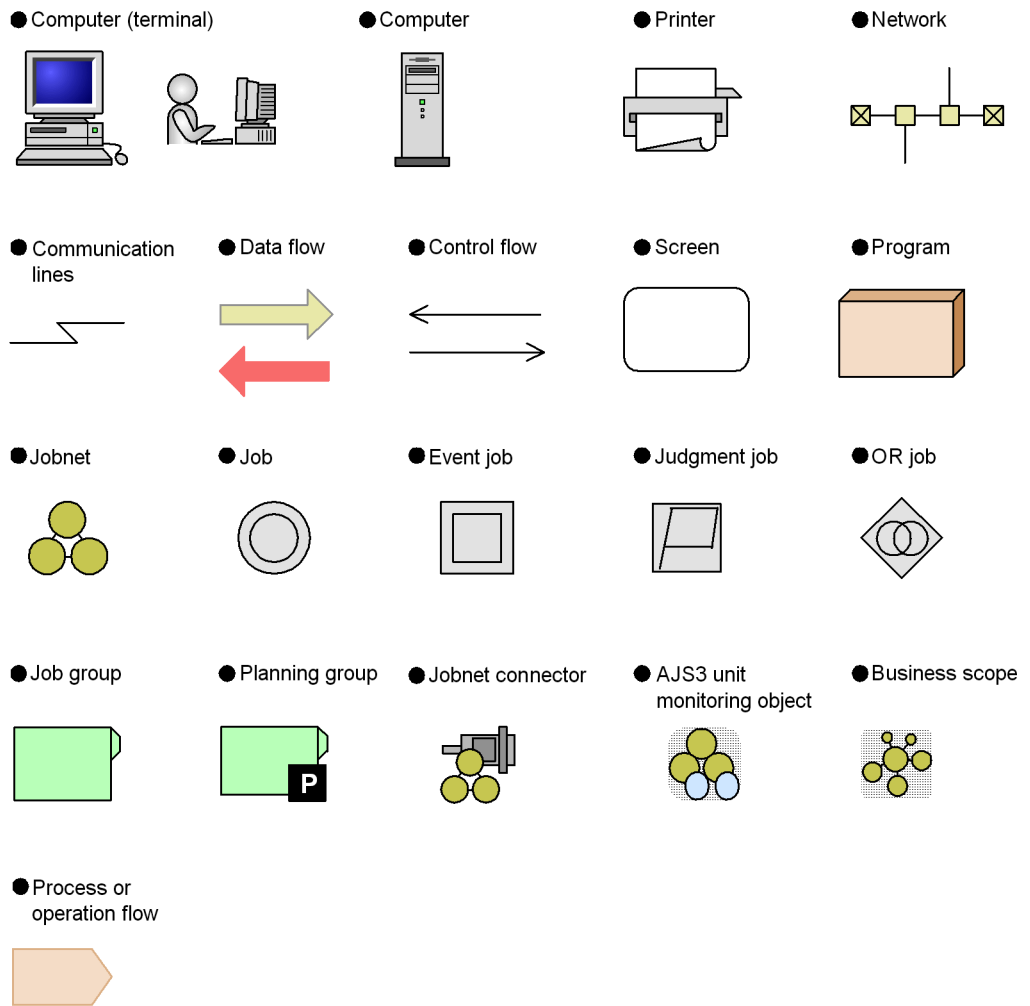 ● Computer (terminal)
● Computer
● Printer
● Network
● Communication
lines
● Data flow
● Control flow
● Screen
● Program
● Jobnet
● Job
● Event job
● Judgment job
● OR job
● Job group
● Planning group
● Jobnet connector
● AJS3 unit
monitoring object
● Business scope
P
● Process or
operation flow